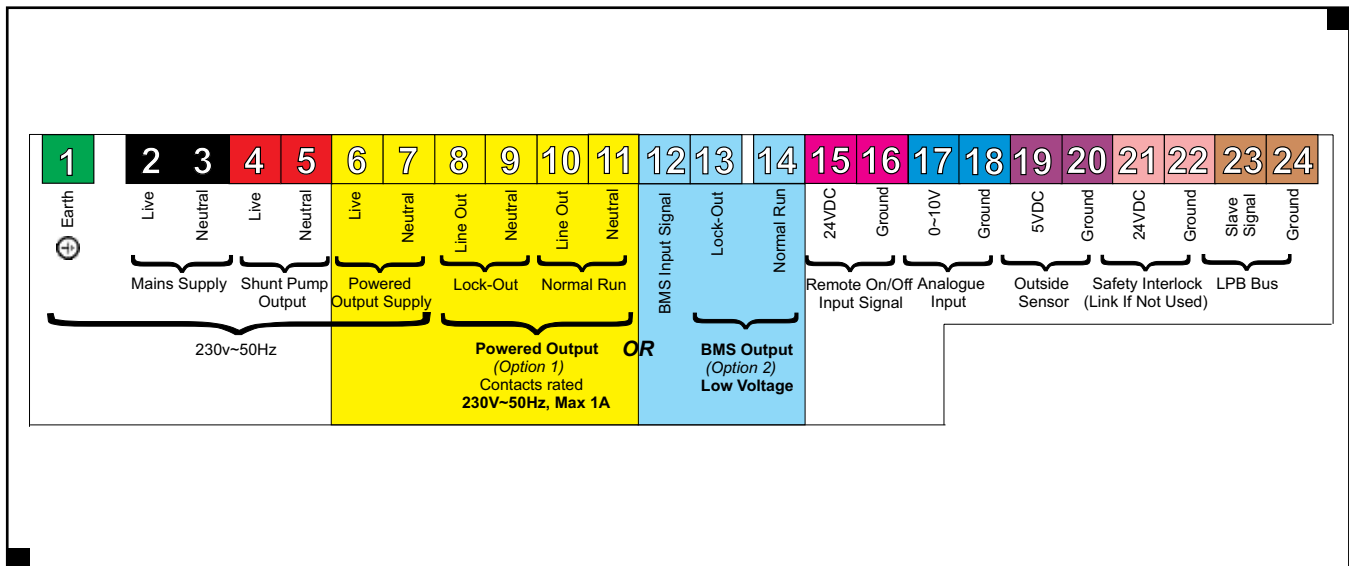 1 2 3 4 5 6 7 8 9 10 11 12 13 14 15 16 17 18 19 20 21 22 23 24
Earth
Live
Neutral
Live
Neutral
Live
Neutral
Line Out
Neutral
Line Out
Neutral
BMS Input Signal
Lock-Out
Normal Run
24VDC
Ground
0~10V
Ground
5VDC
Ground
24VDC
Ground
Slave
Signal
Ground
Mains Supply
Shunt Pump
Output
Powered
Output Supply
Lock-Out
Normal Run
Remote On/Off
Input Signal
Analogue
Input
Outside
Sensor
Safety Interlock
(Link If Not Used)
LPB Bus
230v~50Hz
Powered Output
(Option 1)
Contacts rated
230V~50Hz, Max 1A
OR
BMS Output
(Option 2)
Low Voltage